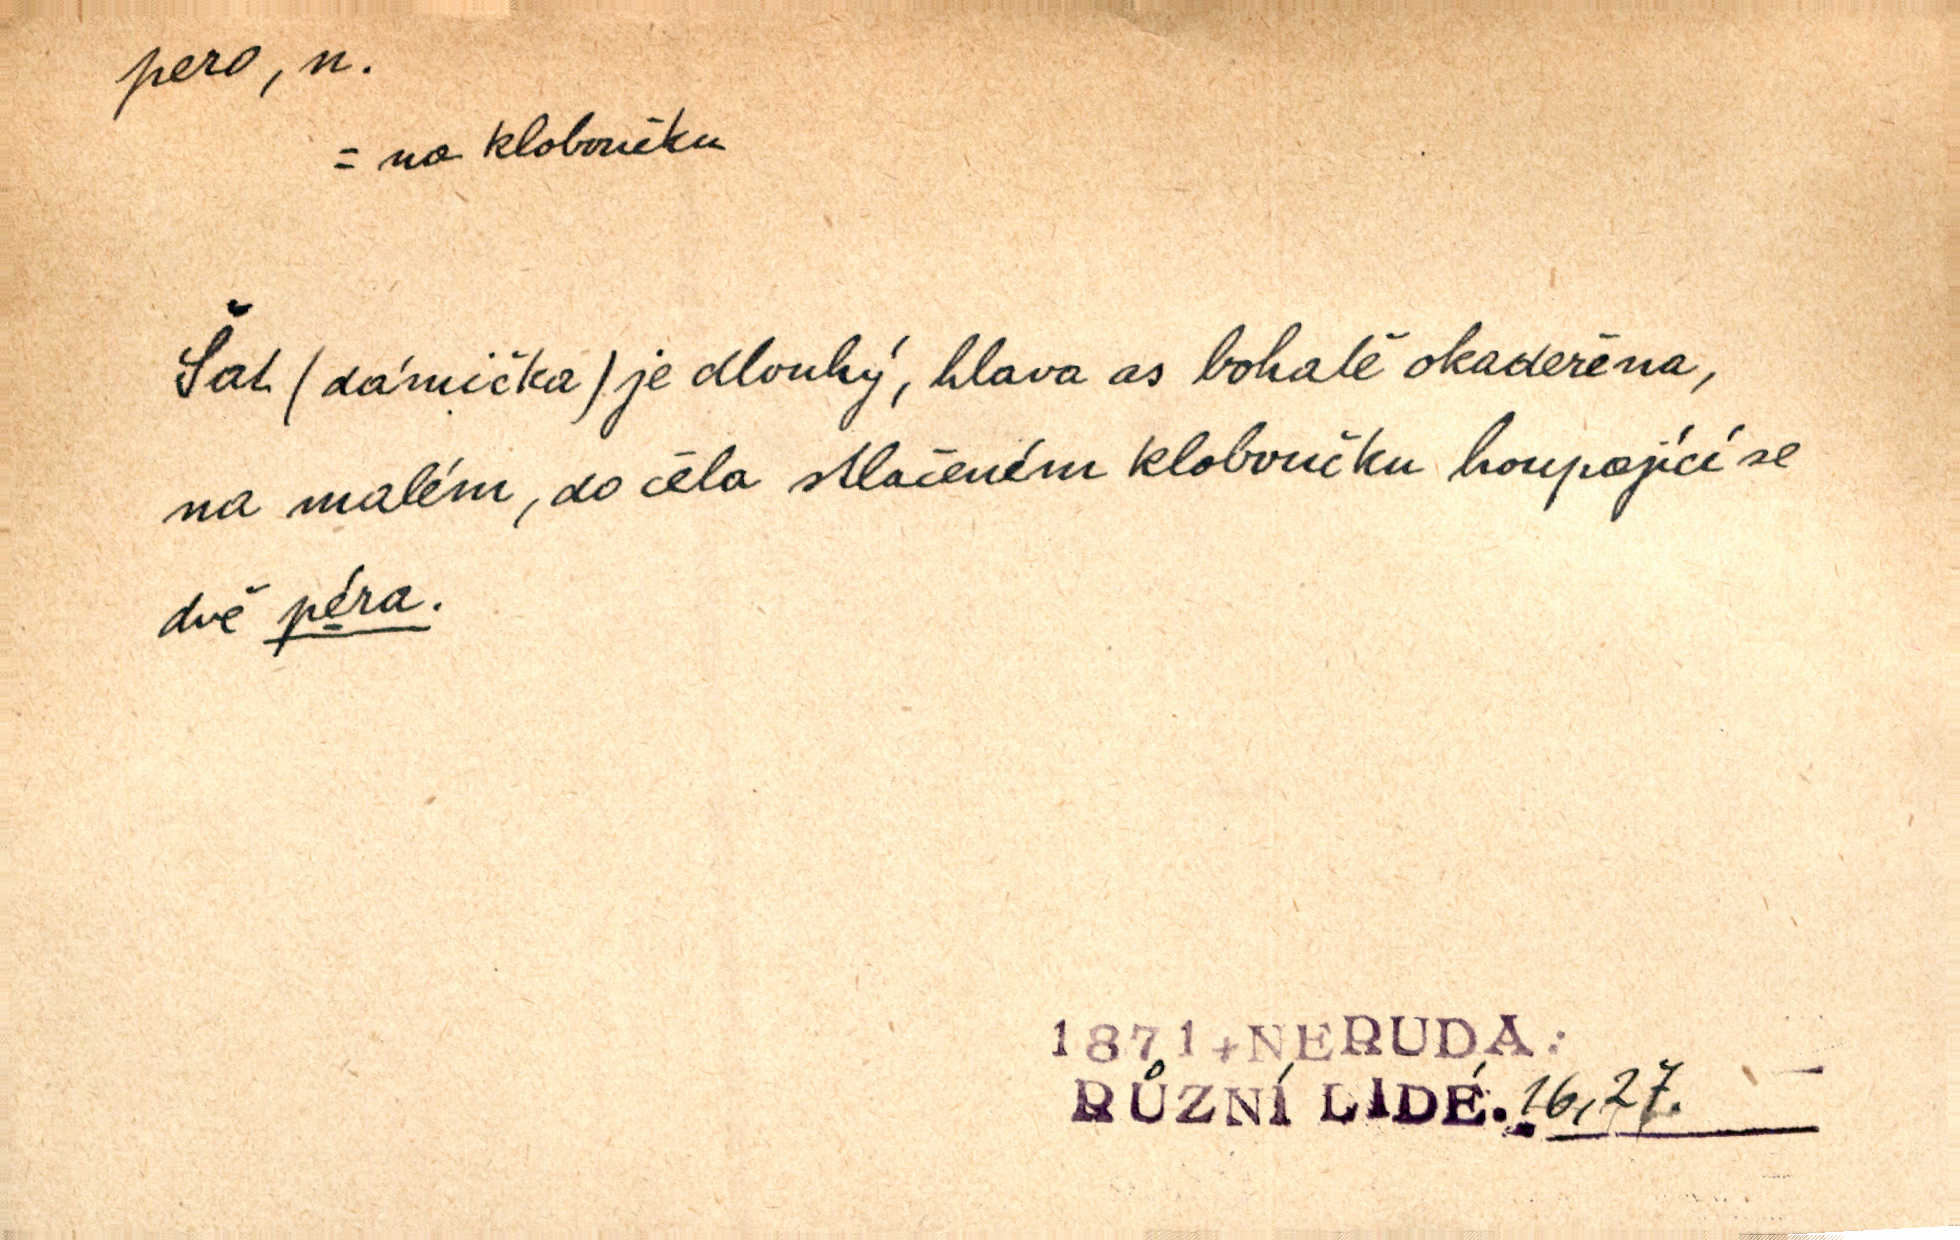 pero, n.
= na kloboučku
Šat (dámička) je dlouhý, hlava as bohatě okadeřena,
na malém, do čela stlačeném kloboučku houpající se
dvě péra.
1871+NERUDA:
RŮZNÍ LIDÉ. 16, 27.